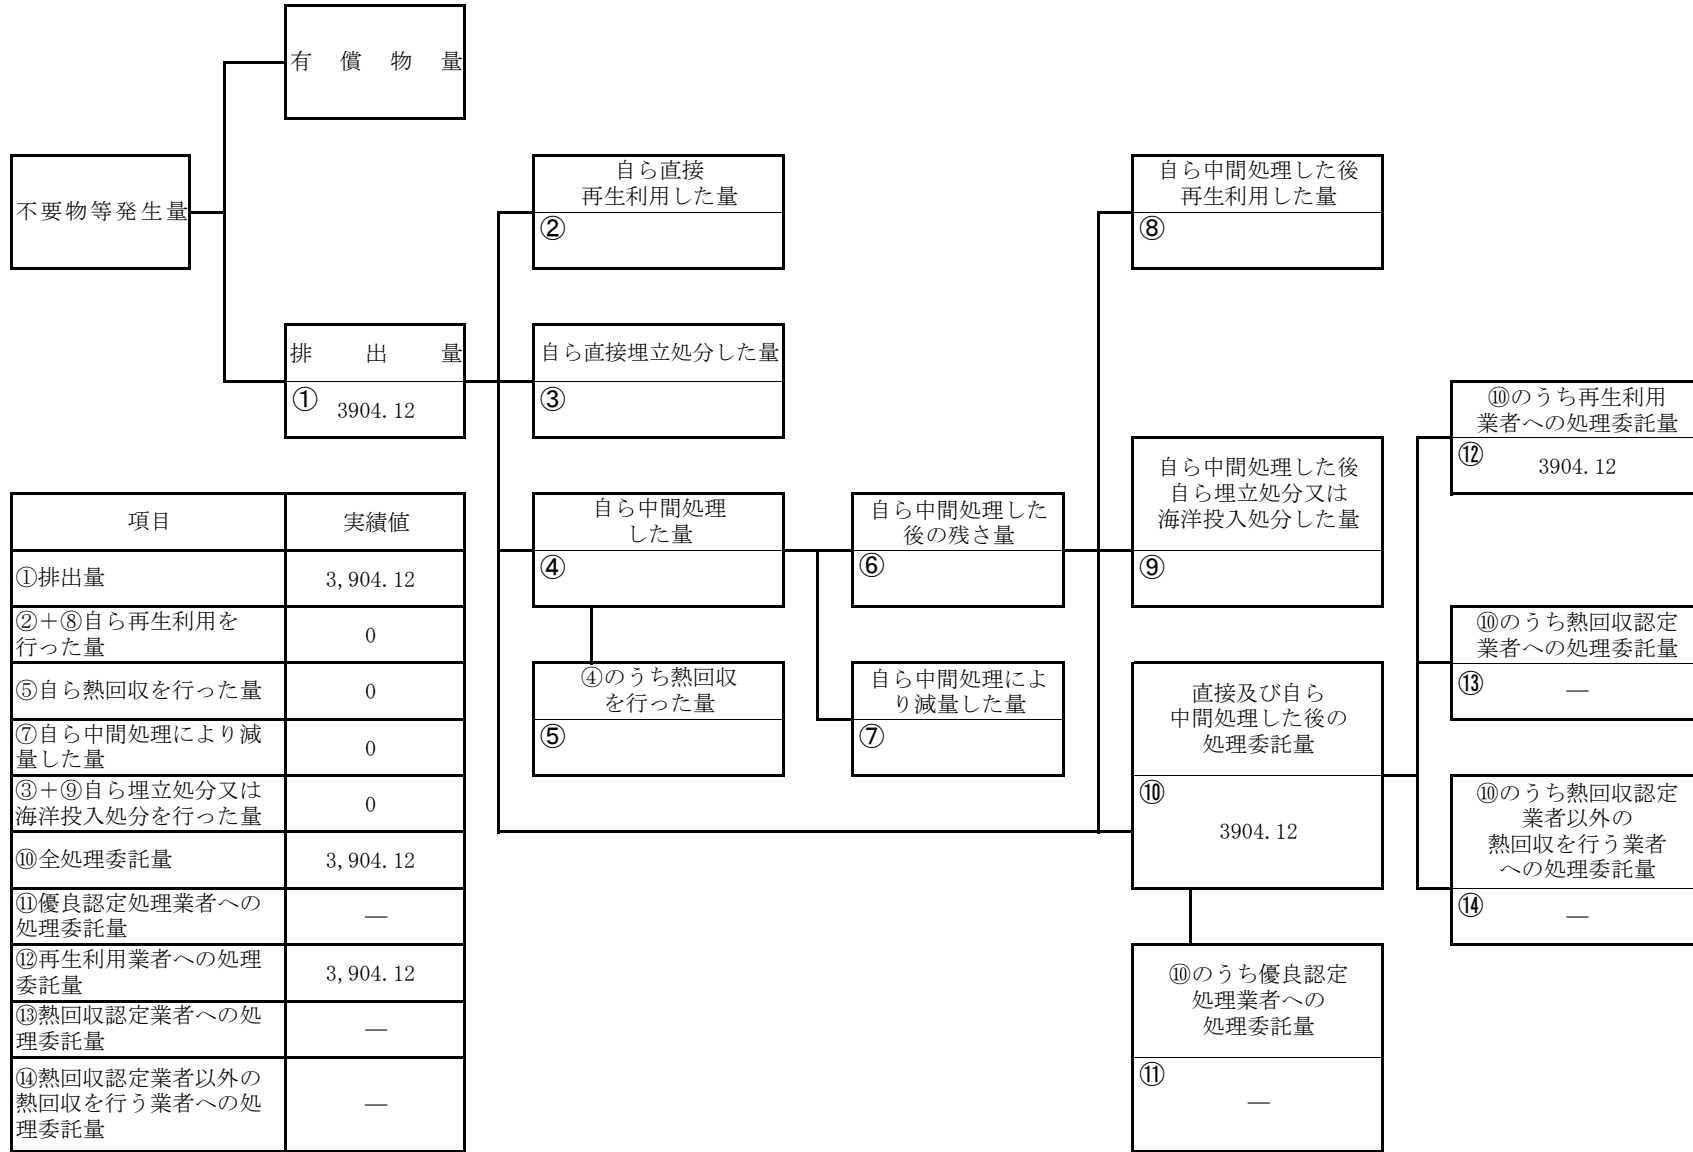 有償物量
不要物等発生量
排出量
① 3904.12
自ら直接
再生利用した量
②
自ら直接埋立処分した量
③
自ら中間処理
した量
④
④のうち熱回収
を行った量
⑤
自ら中間処理した
後の残さ量
⑥
自ら中間処理によ
り減量した量
⑦
自ら中間処理した後
再生利用した量
⑧
自ら中間処理した後
自ら埋立処分又は
海洋投入処分した量
⑨
直接及び自ら
中間処理した後の
処理委託量
⑩
3904.12
⑩のうち優良認定
処理業者への
処理委託量
⑪
―
⑩のうち再生利用
業者への処理委託量
⑫ 3904.12
⑩のうち熱回収認定
業者への処理委託量
⑬ ―
⑩のうち熱回収認定
業者以外の
熱回収を行う業者
への処理委託量
⑭ ―
項目 実績値
①排出量 3,904.12
②＋⑧自ら再生利用を
行った量 0
⑤自ら熱回収を行った量 0
⑦自ら中間処理により減
量した量 0
③＋⑨自ら埋立処分又は
海洋投入処分を行った量 0
⑩全処理委託量 3,904.12
⑪優良認定処理業者への
処理委託量 ―
⑫再生利用業者への処理
委託量 3,904.12
⑬熱回収認定業者への処
理委託量 ―
⑭熱回収認定業者以外の
熱回収を行う業者への処
理委託量 ―